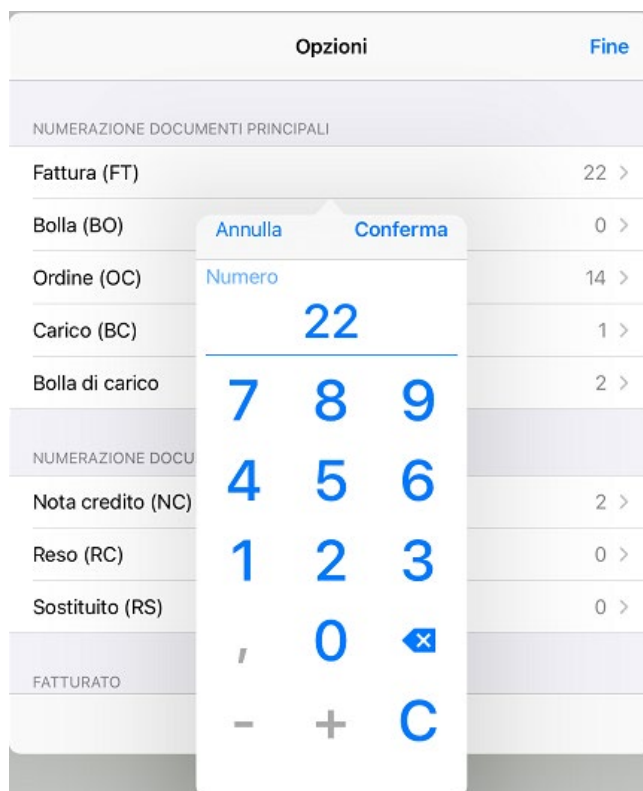 Opzioni Fine
NUMERAZIONE DOCUMENTI PRINCIPALI
Fattura (FT) 22
Bolla (BO) 0
Ordine (OC) 14
Carico (BC) 1
Bolla di carico 2
NUMERAZIONE DOCU
Nota credito (NC) 2
Reso (RC) 0
Sostituito (RS) 0
FATTURATO
Annulla Conferma
Numero
22
7 8 9
4 5 6
1 2 3
, 0
- + C